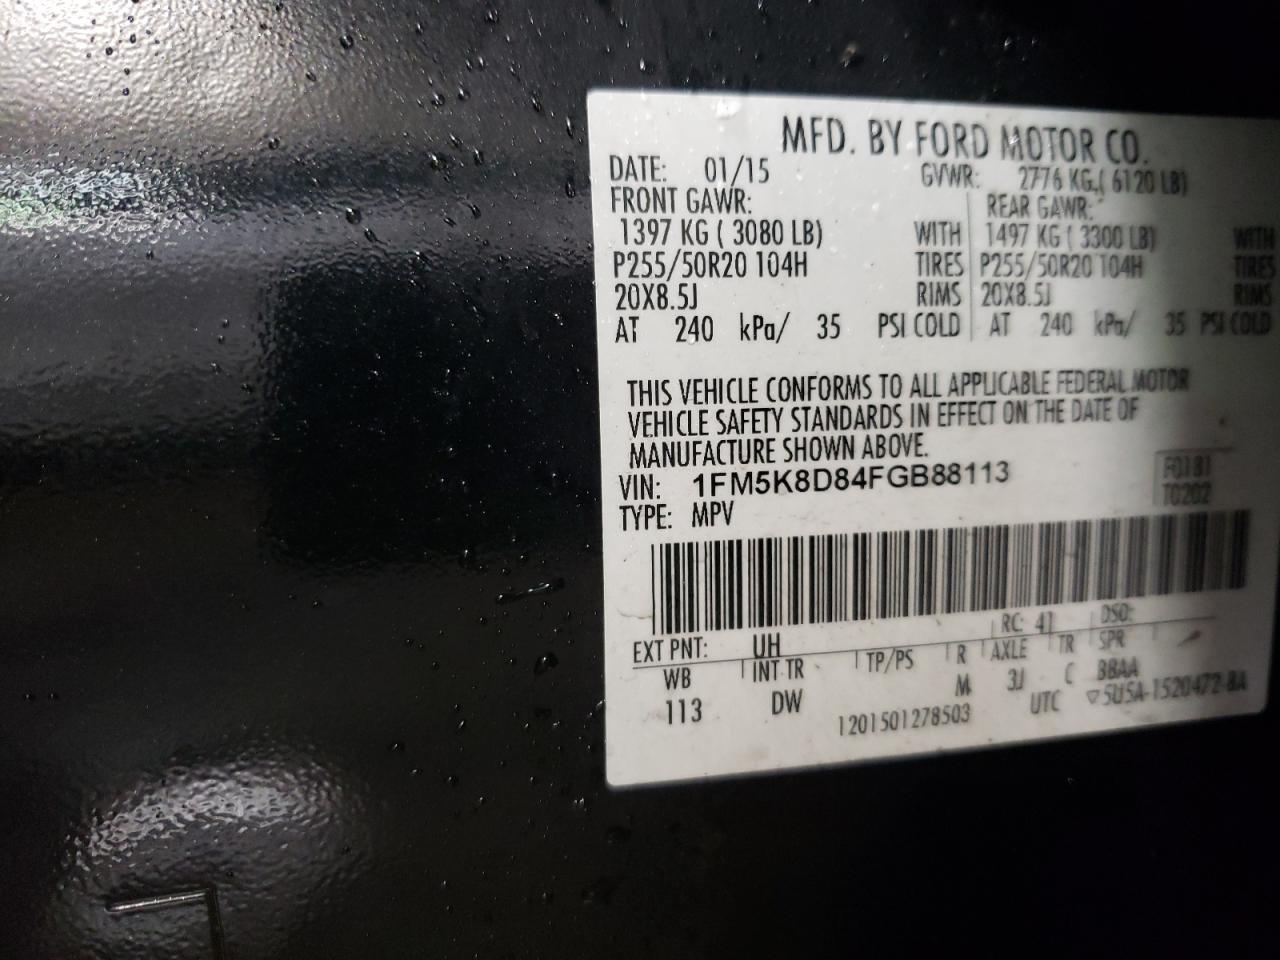 MFD. BY FORD MOTOR CO.
DATE: 01/15 GVWR: 2776 KG ( 6120 LB)
FRONT GAWR: REAR GAWR:
1397 KG ( 3080 LB) WITH 1497 KG ( 3300 LB) WITH
P255/50R20 104H TIRES P255/50R20 104H TIRES
20X8.5J RIMS 20X8.5J RIMS
AT 240 kPa/ 35 PSI COLD AT 240 kPa/ 35 PSI COLD
THIS VEHICLE CONFORMS TO ALL APPLICABLE FEDERAL MOTOR
VEHICLE SAFETY STANDARDS IN EFFECT ON THE DATE OF
MANUFACTURE SHOWN ABOVE.
VIN: 1FM5K8D84FGB88113 F0181
TYPE: MPV T0202
EXT PNT: UH RC: 41 DSO:
WB INT TR TP/PS R AXLE TR SPR
113 DW M 3J C BBAA
1201501278503 UTC ▽5U5A-1520472-BA